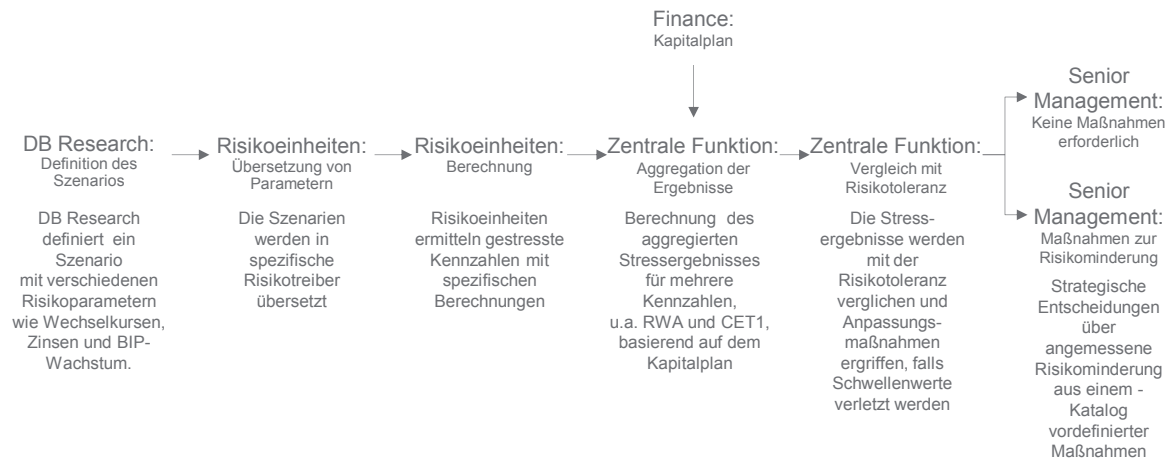 Finance:
Kapitalplan
DB Research:
Definition des
Szenarios
DB Research
definiert ein
Szenario
mit verschiedenen
Risikoparametern
wie Wechselkursen,
Zinsen und BIP-
Wachstum.
Risikoeinheiten:
Übersetzung von
Parametern
Die Szenarien
werden in
spezifische
Risikotreiber
übersetzt
Risikoeinheiten:
Berechnung
Risikoeinheiten
ermitteln gestresste
Kennzahlen mit
spezifischen
Berechnungen
Zentrale Funktion:
Aggregation der
Ergebnisse
Berechnung des
aggregierten
Stressergebnisses
für mehrere
Kennzahlen,
u.a. RWA und CET1,
basierend auf dem
Kapitalplan
Zentrale Funktion:
Vergleich mit
Risikotoleranz
Die Stress-
ergebnisse werden
mit der
Risikotoleranz
verglichen und
Anpassungs-
maßnahmen
ergriffen, falls
Schwellenwerte
verletzt werden
Senior
Management:
Keine Maßnahmen
erforderlich
Senior
Management:
Maßnahmen zur
Risikominderung
Strategische
Entscheidungen
über
angemessene
Risikominderung
aus einem -
Katalog
vordefinierter
Maßnahmen